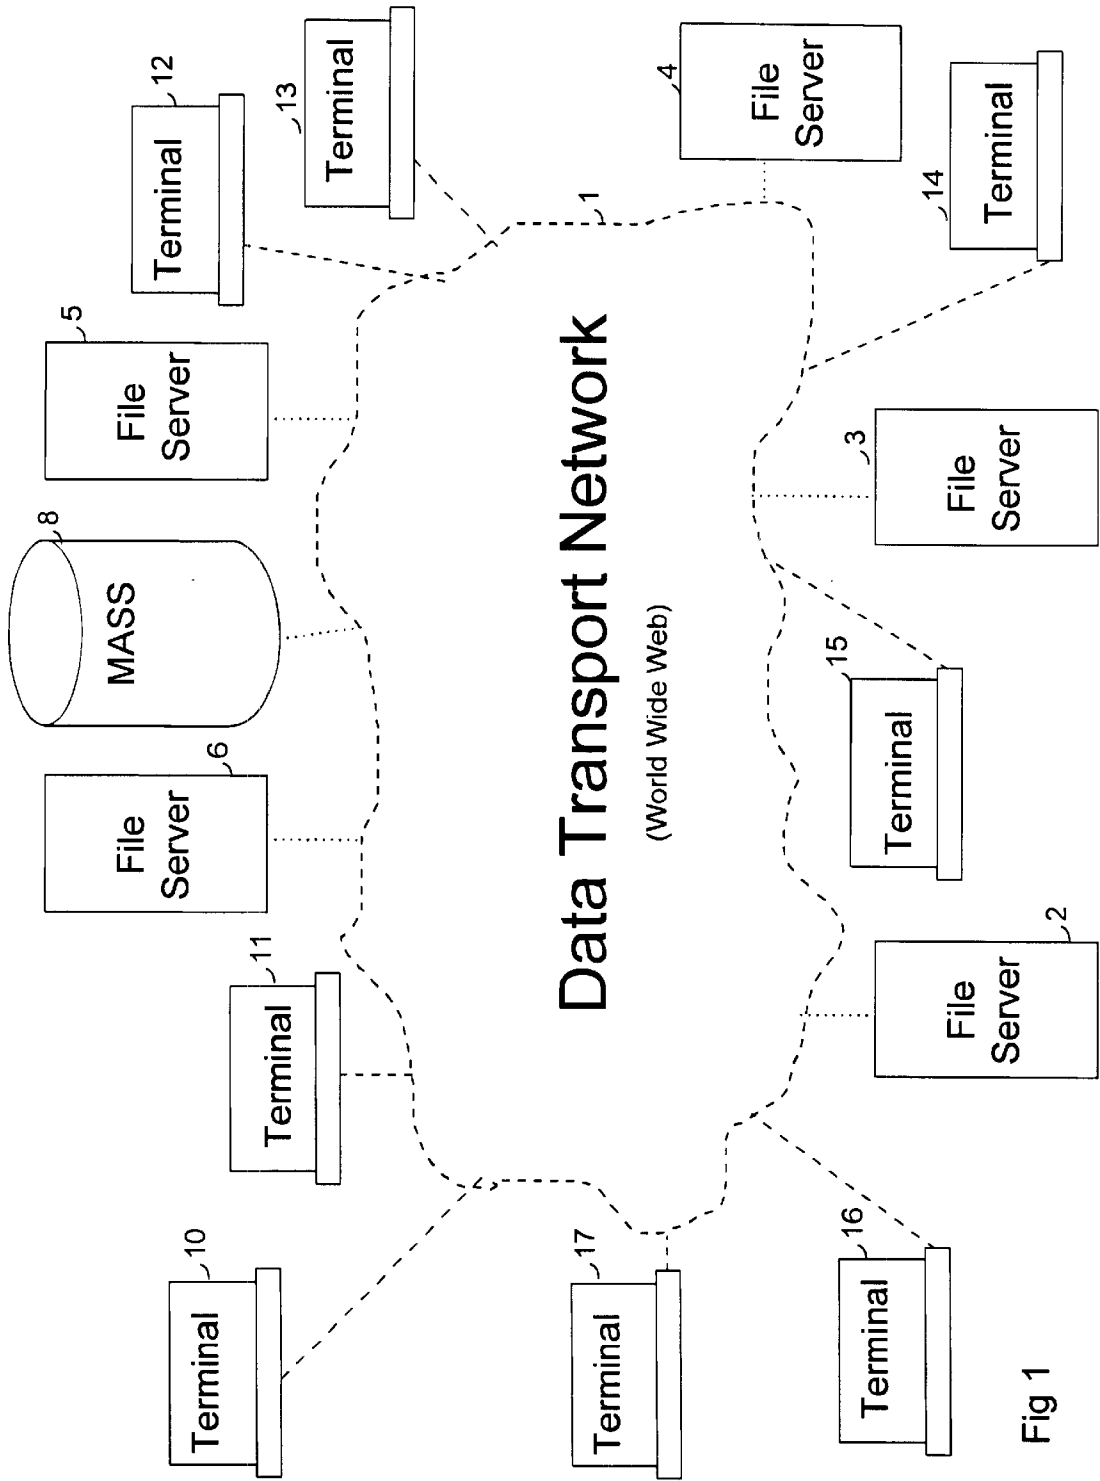 10
Terminal
11
Terminal
6
File
Server
8
MASS
5
File
Server
12
Terminal
13
Terminal
1
Data Transport Network
(World Wide Web)
17
Terminal
16
Terminal
2
File
Server
15
Terminal
3
File
Server
14
Terminal
4
File
Server
Fig 1